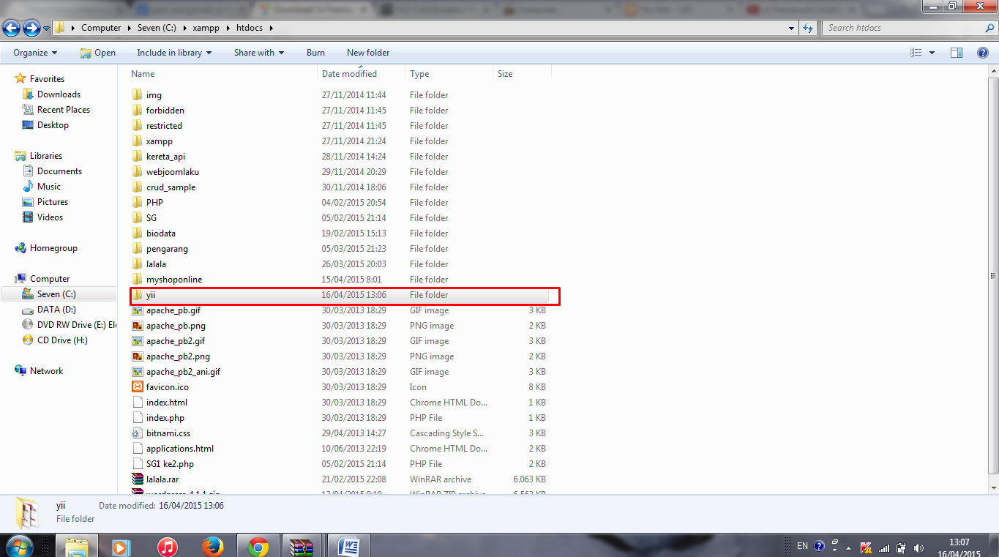 Computer Seven (C:) xampp htdocs Search htdocs
Organize Open Include in library Share with Burn New folder
Favorites
Downloads
Recent Places
Desktop
Libraries
Documents
Music
Pictures
Videos
Homegroup
Computer
Seven (C:)
DATA (D:)
DVD RW Drive (E:) Ele
CD Drive (H:)
Network
Name Date modified Type Size
img 27/11/2014 11:44 File folder
forbidden 27/11/2014 11:45 File folder
restricted 27/11/2014 11:45 File folder
xampp 27/11/2014 21:24 File folder
kereta_api 28/11/2014 14:24 File folder
webjoomlaku 29/11/2014 20:29 File folder
crud_sample 30/11/2014 18:06 File folder
PHP 04/02/2015 20:54 File folder
SG 05/02/2015 21:14 File folder
biodata 19/02/2015 15:13 File folder
pengarang 05/03/2015 21:23 File folder
lalala 26/03/2015 20:03 File folder
myshoponline 15/04/2015 8:01 File folder
yii 16/04/2015 13:06 File folder
apache_pb.gif 30/03/2013 18:29 GIF image 3 KB
apache_pb.png 30/03/2013 18:29 PNG image 2 KB
apache_pb2.gif 30/03/2013 18:29 GIF image 3 KB
apache_pb2.png 30/03/2013 18:29 PNG image 2 KB
apache_pb2_ani.gif 30/03/2013 18:29 GIF image 3 KB
favicon.ico 30/03/2013 18:29 Icon 8 KB
index.html 30/03/2013 18:29 Chrome HTML Do... 1 KB
index.php 30/03/2013 18:29 PHP File 1 KB
bitnami.css 29/04/2013 14:27 Cascading Style S... 3 KB
applications.html 10/06/2013 22:19 Chrome HTML Do... 2 KB
SG1 ke2.php 05/02/2015 21:14 PHP File 2 KB
lalala.rar 21/02/2015 22:08 WinRAR archive 6.063 KB
yii Date modified: 16/04/2015 13:06
File folder
EN 13:07
16/04/2015